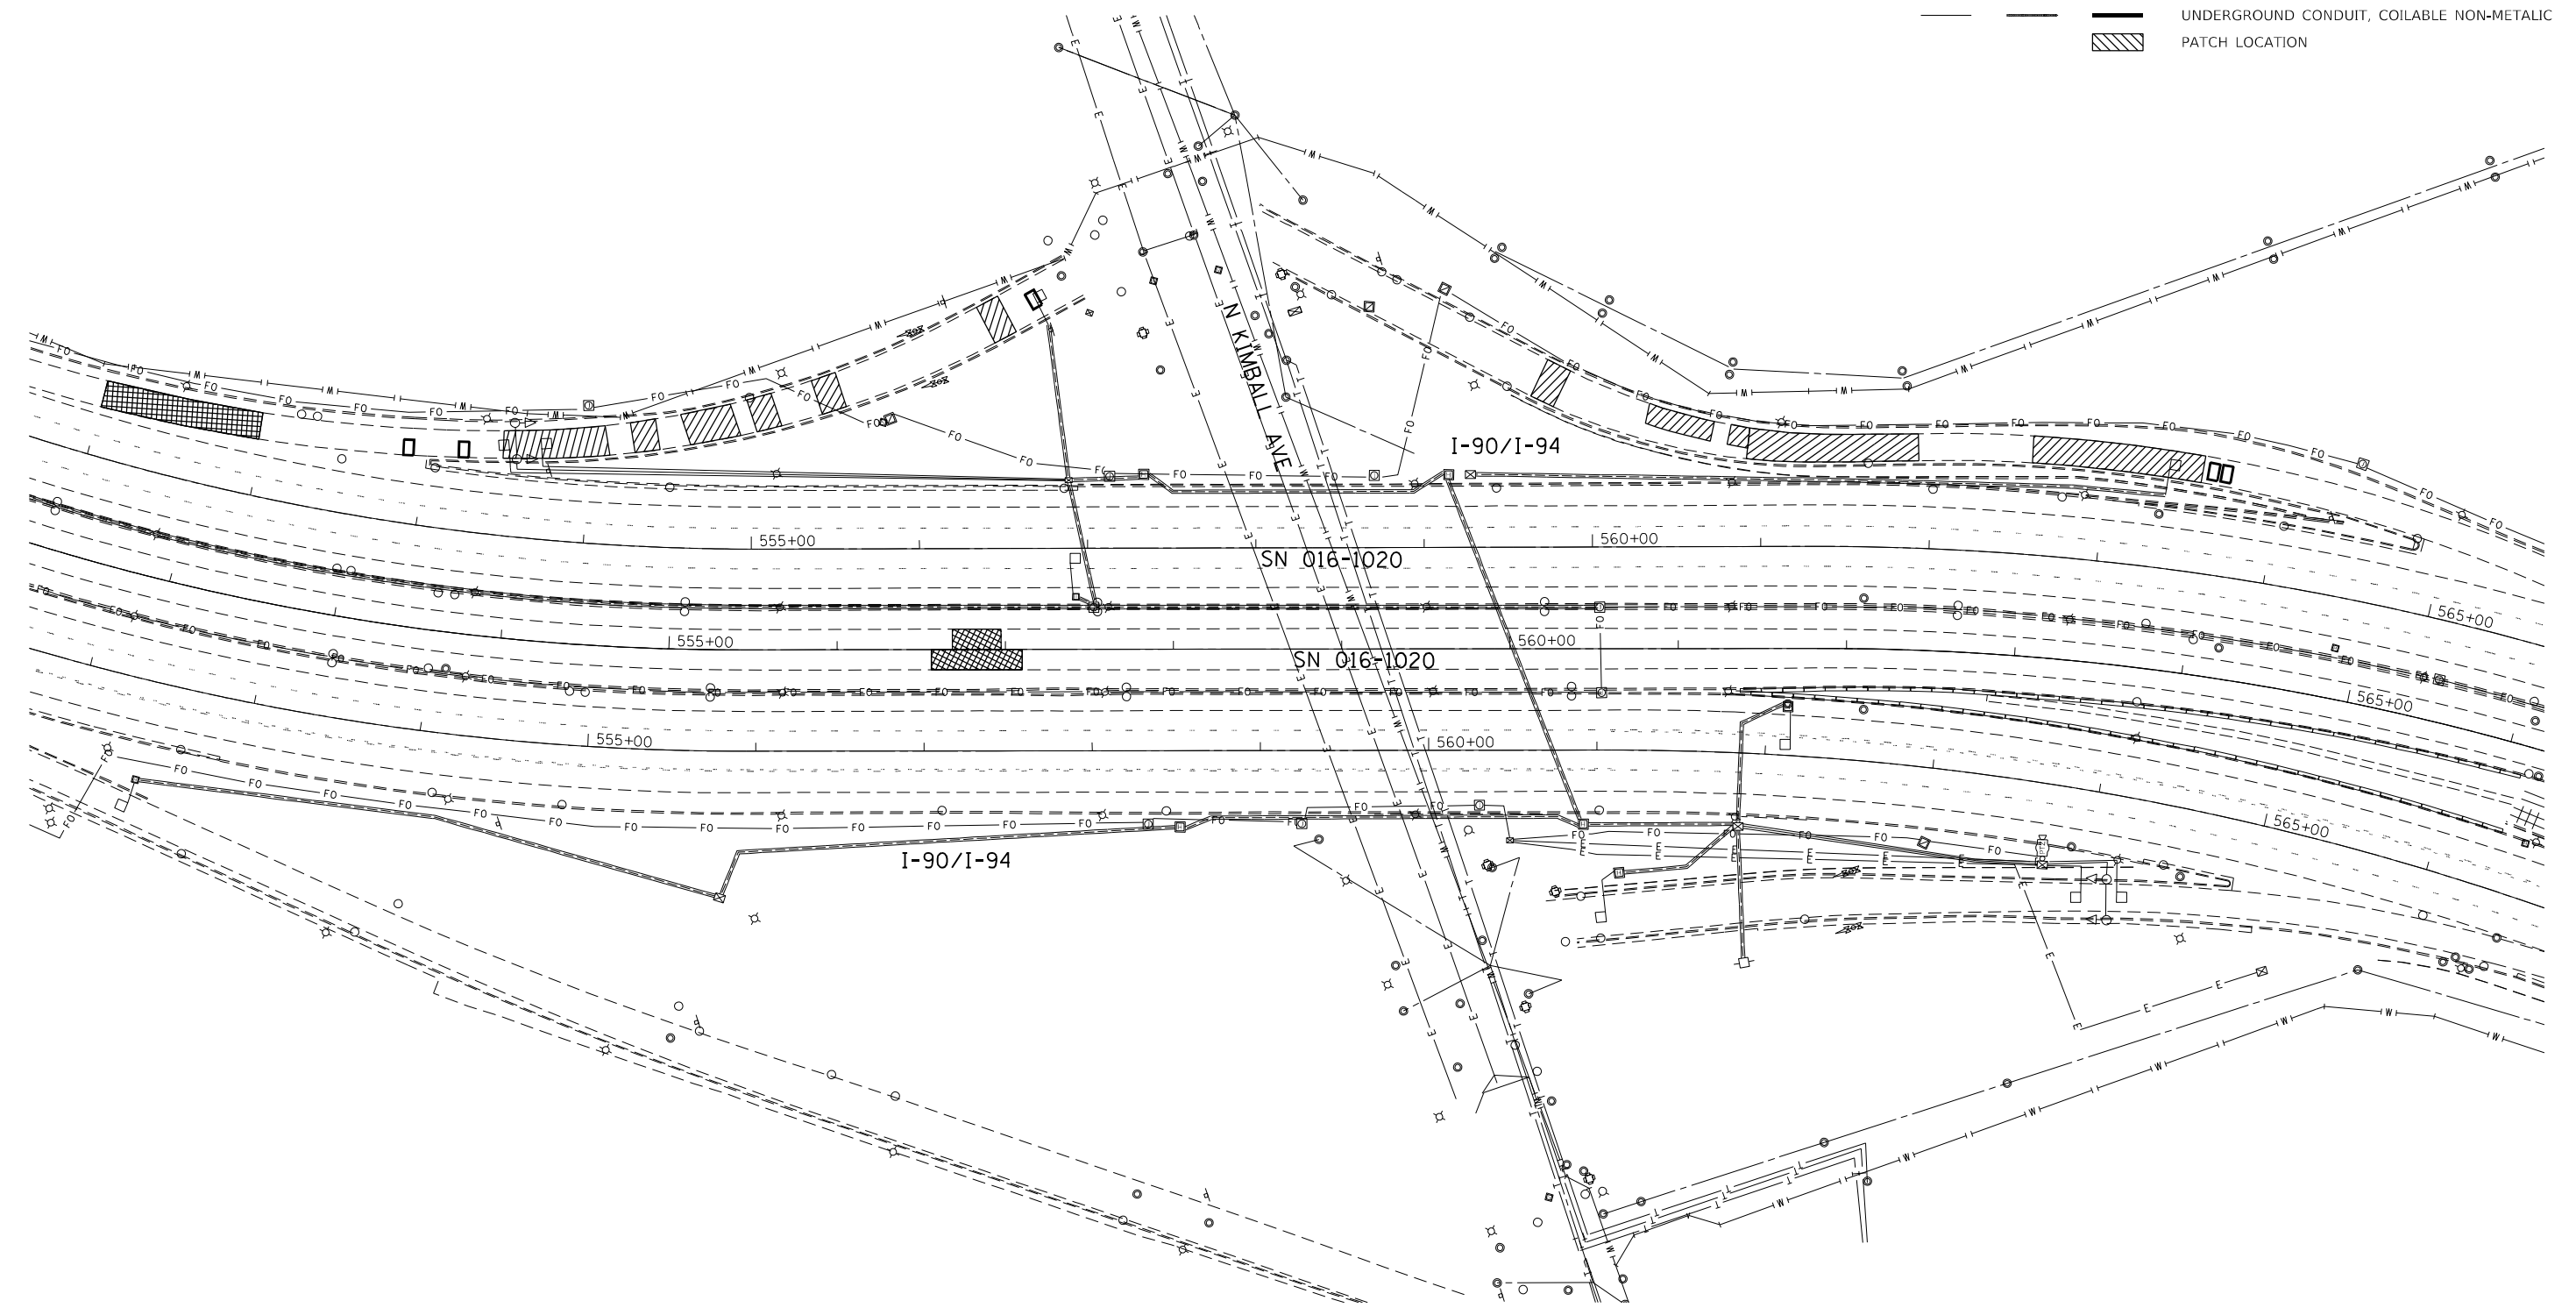 UNDERGROUND CONDUIT, COILABLE NON-METALIC
PATCH LOCATION
N KIMBALL AVE
I-90/I-94
555+00
560+00
SN 016-1020
565+00
555+00
560+00
SN 016-1020
565+00
555+00
560+00
565+00
I-90/I-94